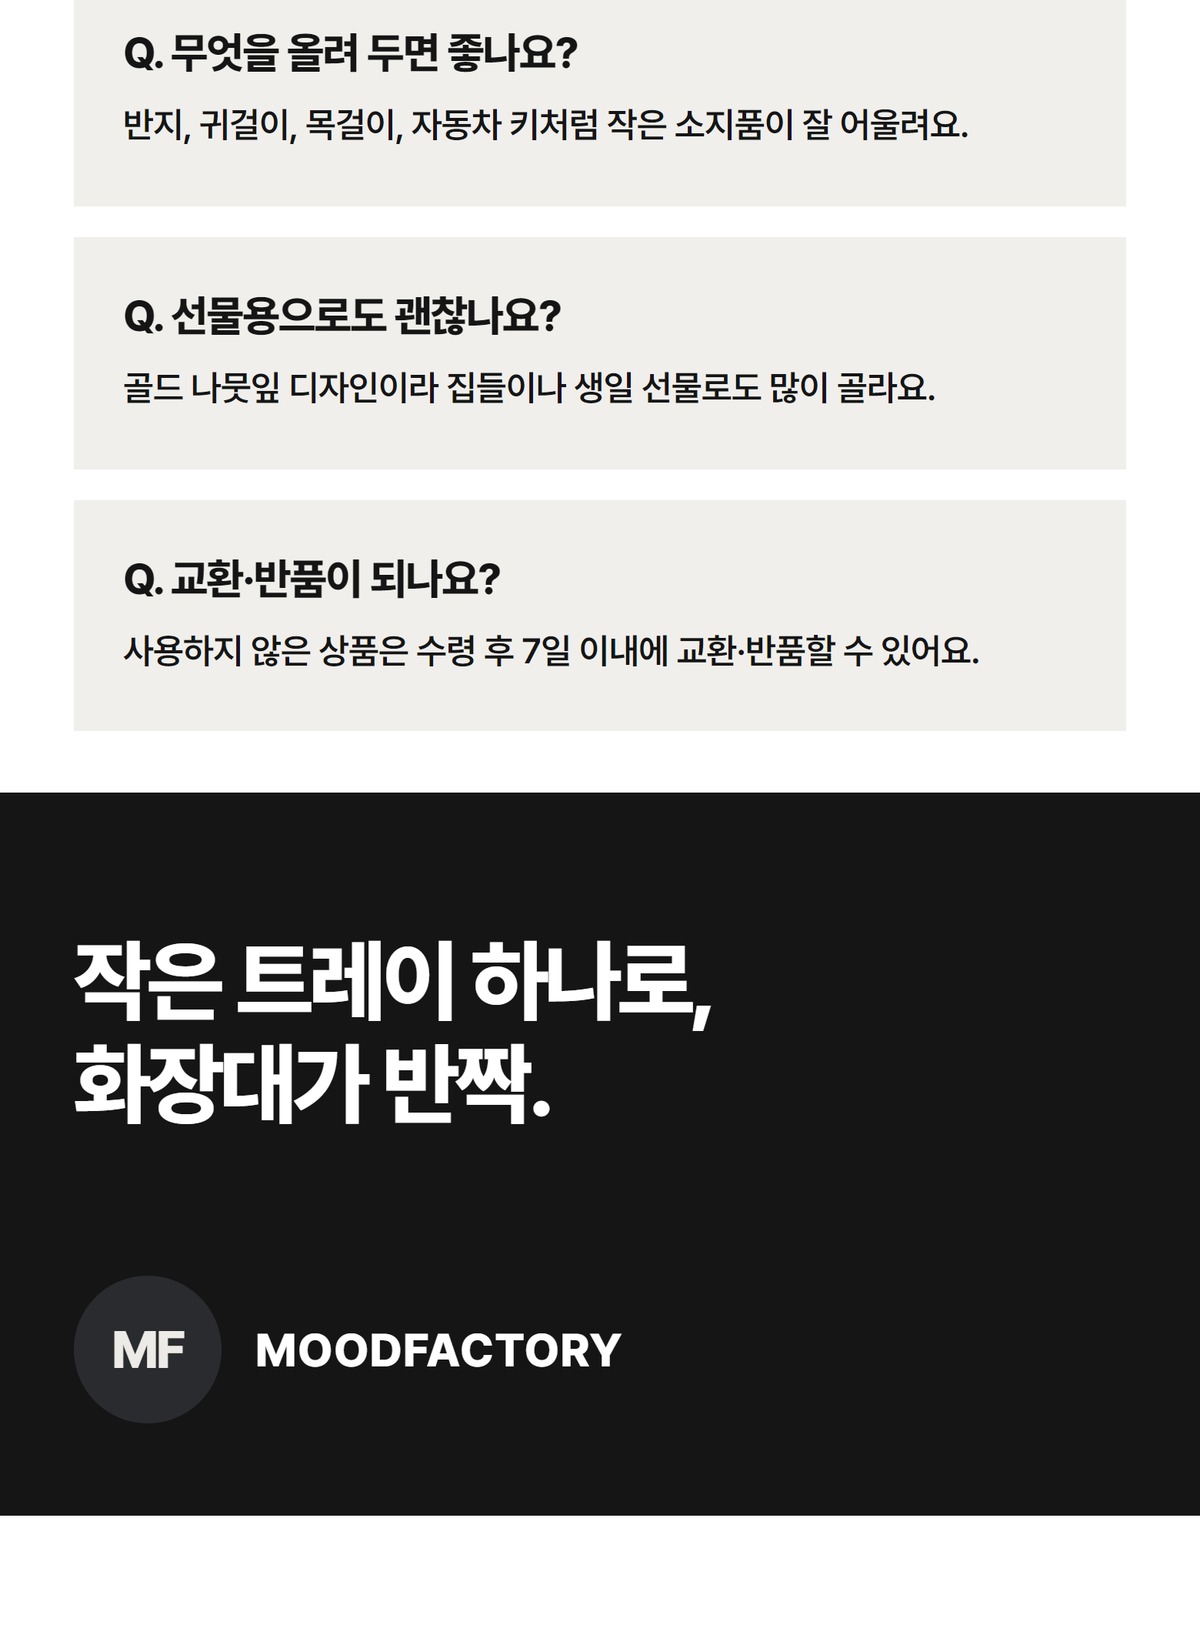 Q. 무엇을 올려 두면 좋나요?
반지, 귀걸이, 목걸이, 자동차 키처럼 작은 소지품이 잘 어울려요.
Q. 선물용으로도 괜찮나요?
골드 나뭇잎 디자인이라 집들이나 생일 선물로도 많이 골라요.
Q. 교환·반품이 되나요?
사용하지 않은 상품은 수령 후 7일 이내에 교환·반품할 수 있어요.
작은 트레이 하나로,
화장대가 반짝.
MF MOODFACTORY